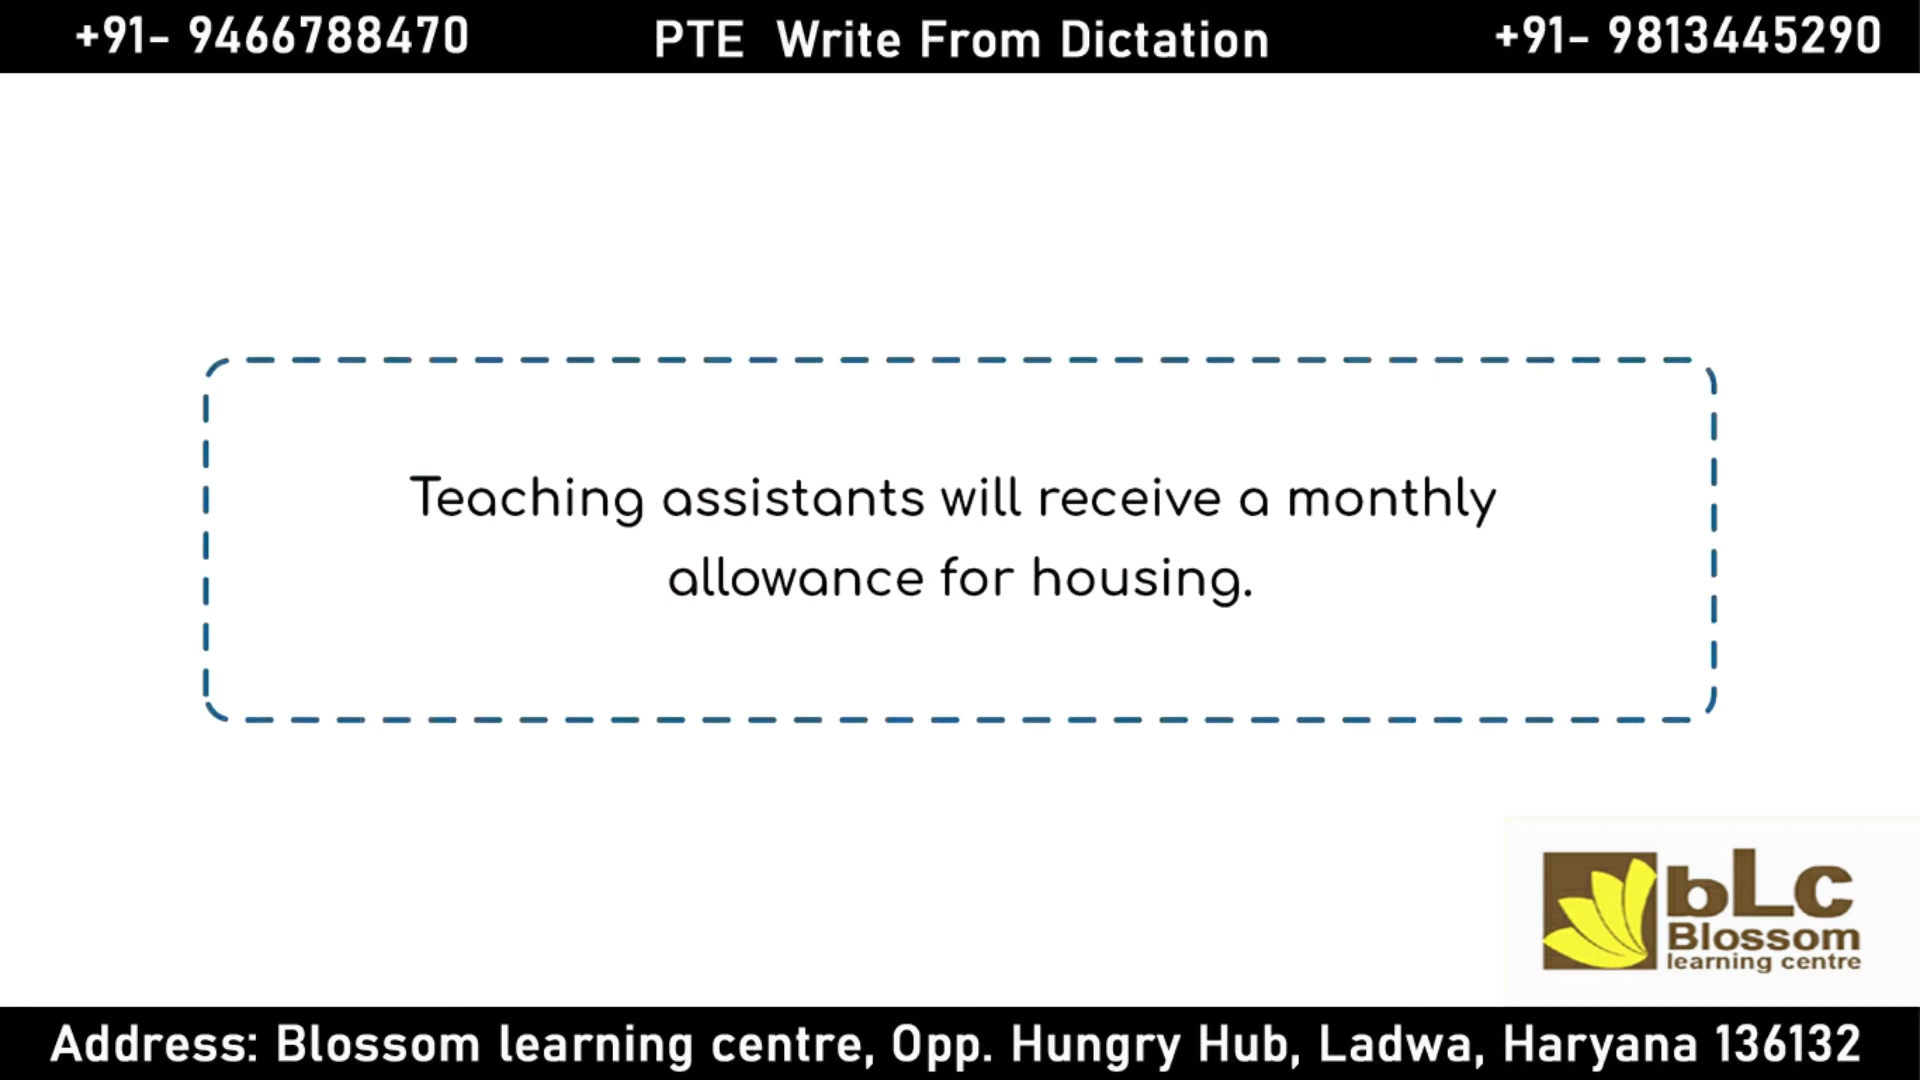 +91- 9466788470 PTE Write From Dictation +91- 9813445290
Teaching assistants will receive a monthly
allowance for housing.
bLc
Blossom
learning centre
Address: Blossom learning centre, Opp. Hungry Hub, Ladwa, Haryana 136132